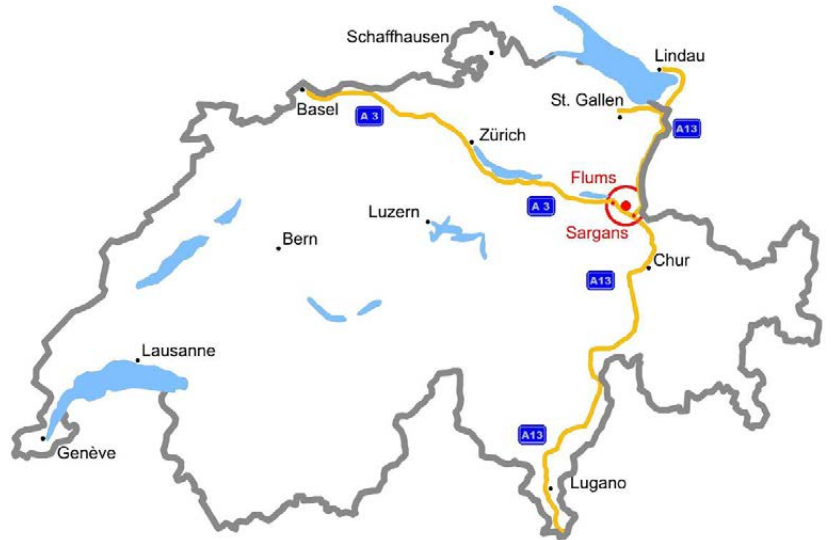 Schaffhausen
Lindau
Basel
St. Gallen
A 3
A13
Zürich
Flums
A 3
Luzern
Sargans
Bern
Chur
A13
Lausanne
A13
Genève
Lugano